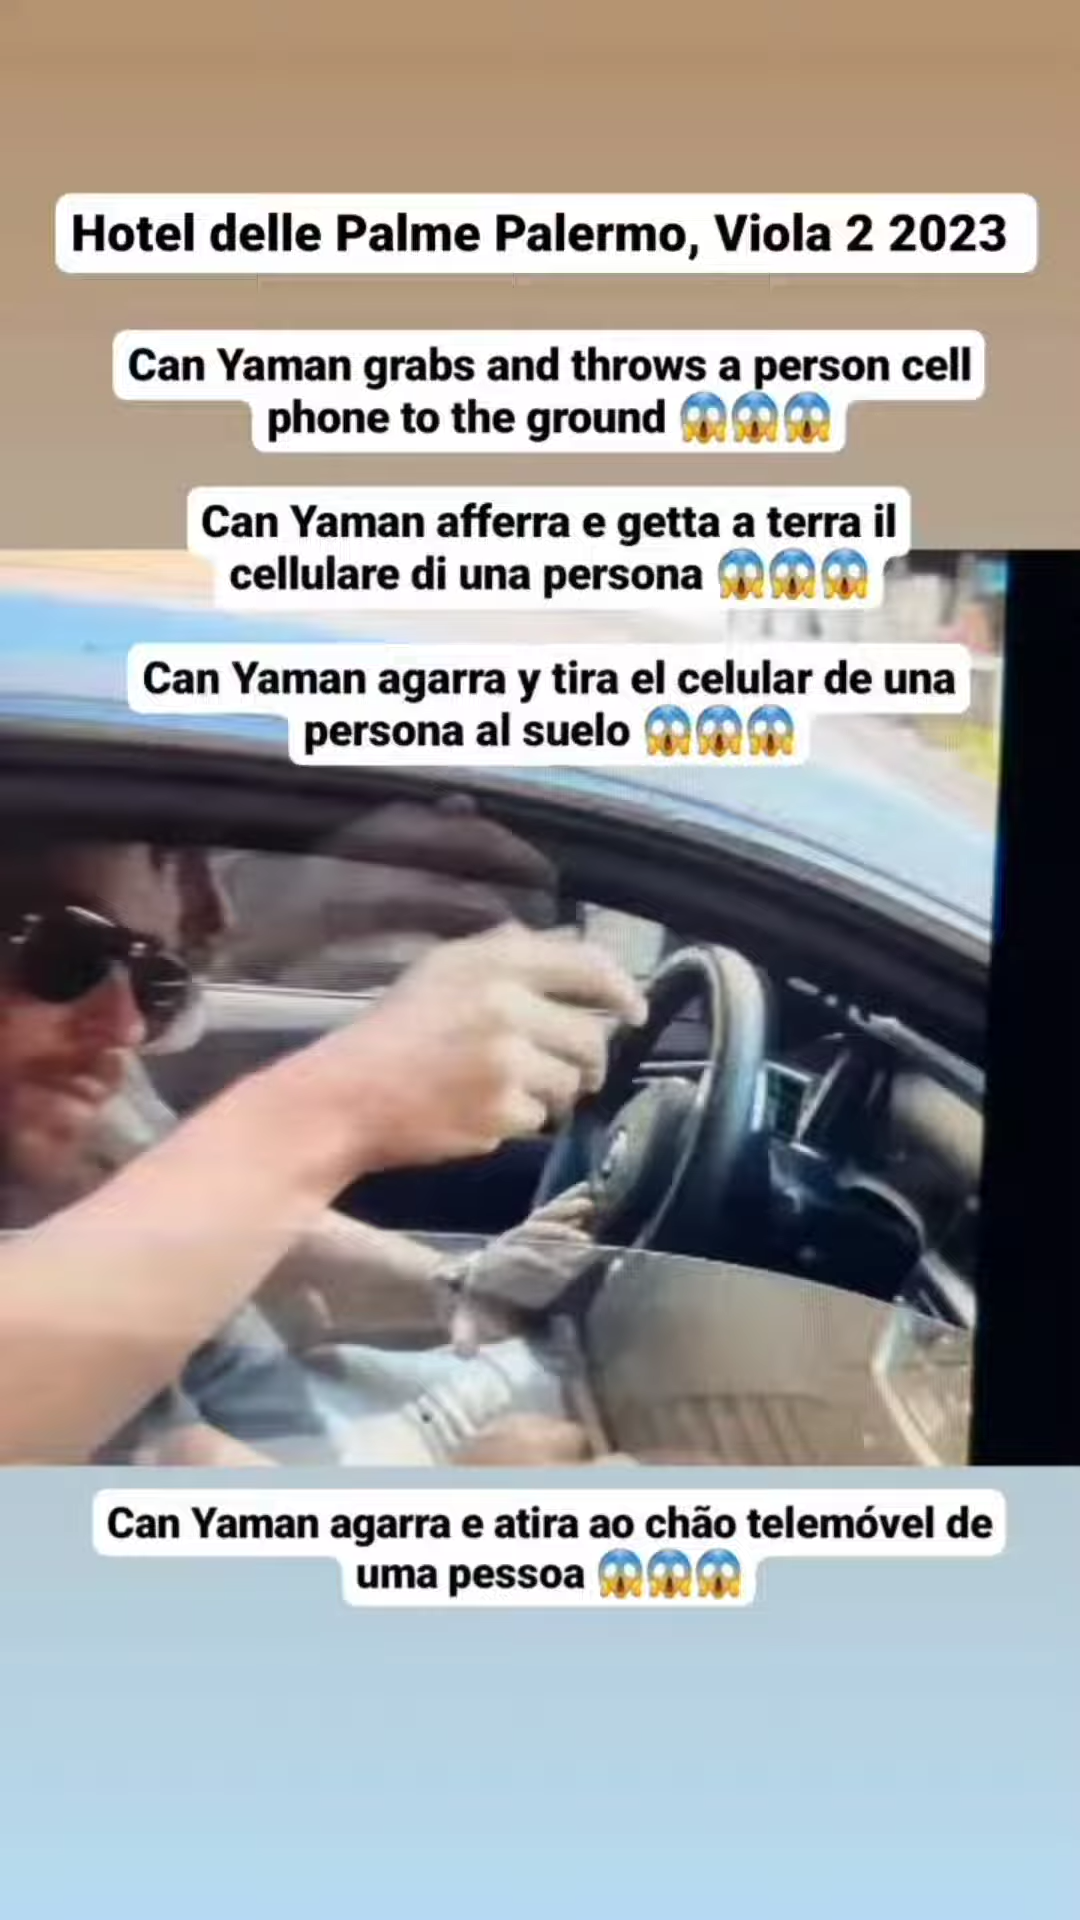 Hotel delle Palme Palermo, Viola 2 2023
Can Yaman grabs and throws a person cell
phone to the ground 😱😱😱
Can Yaman afferra e getta a terra il
cellulare di una persona 😱😱😱
Can Yaman agarra y tira el celular de una
persona al suelo 😱😱😱
Can Yaman agarra e atira ao chão telemóvel de
uma pessoa 😱😱😱